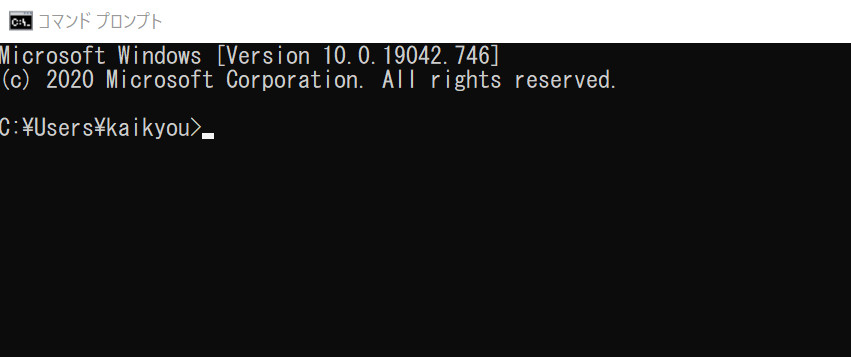 コマンド プロンプト
Microsoft Windows [Version 10.0.19042.746]
(c) 2020 Microsoft Corporation. All rights reserved.
C:¥Users¥kaikyou>